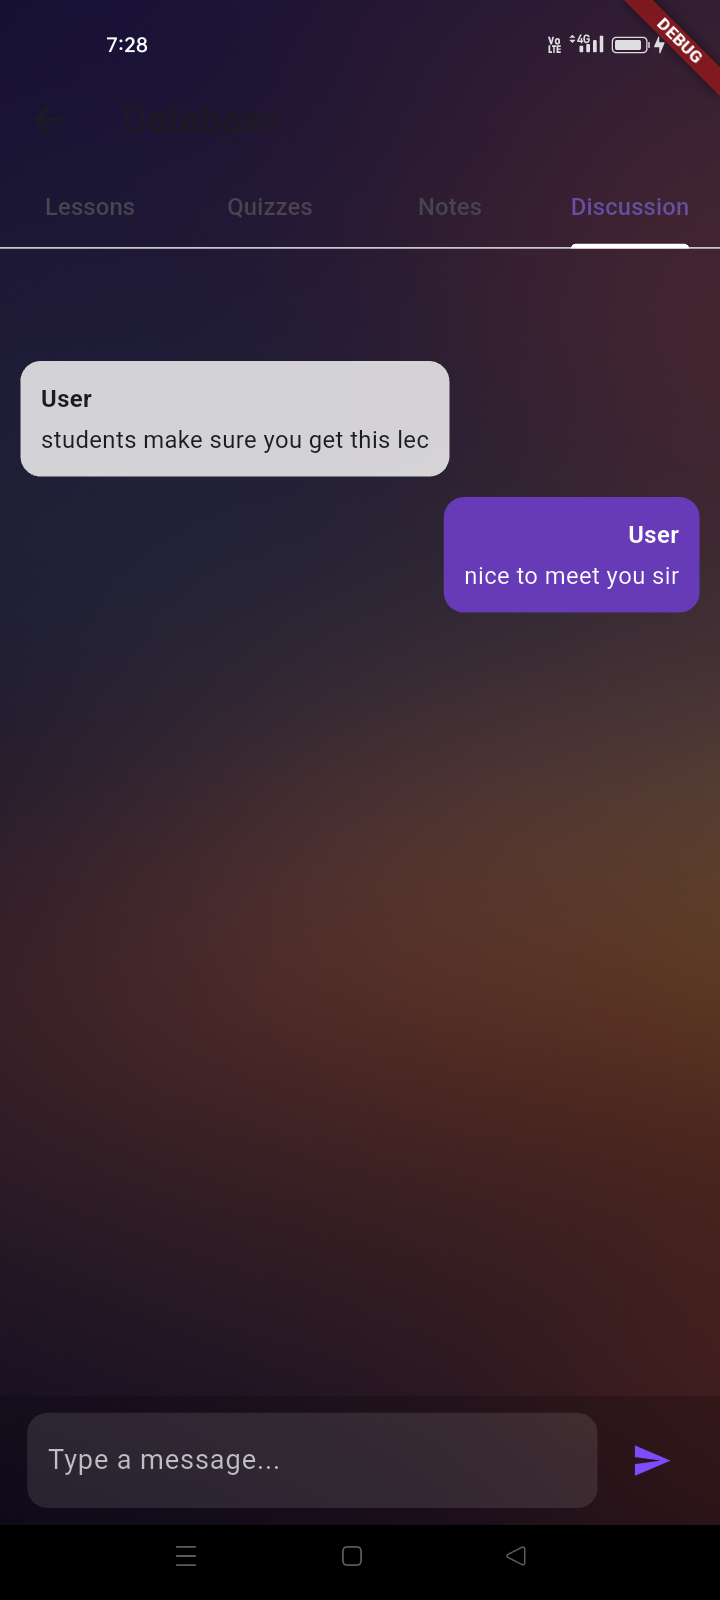 7:28
Vo LTE 4G
DEBUG
Database
Lessons Quizzes Notes Discussion
User
students make sure you get this lec
User
nice to meet you sir
Type a message...